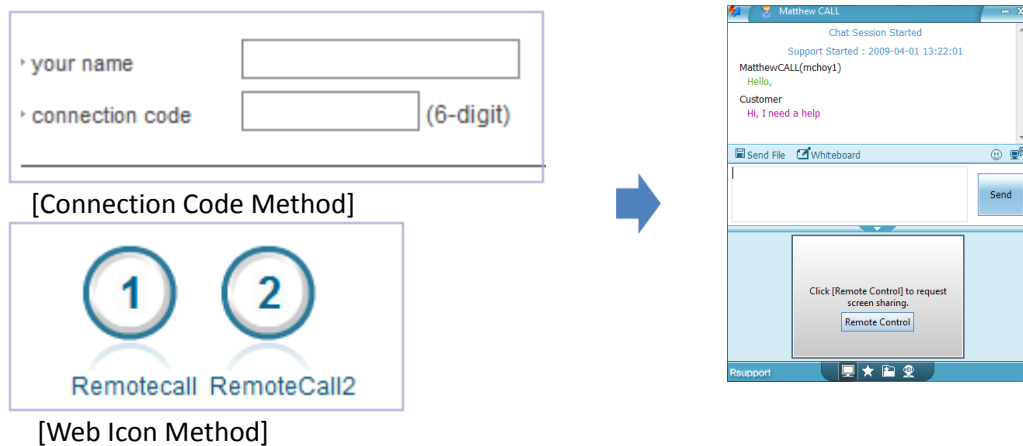 your name
connection code (6-digit)
[Connection Code Method]
1 2
Remotecall RemoteCall2
[Web Icon Method]
Matthew CALL
Chat Session Started
Support Started : 2009-04-01 13:22:01
MatthewCALL(mchoy1)
Hello,
Customer
Hi, I need a help
Send File Whiteboard
Send
Click [Remote Control] to request
screen sharing.
Remote Control
Rsupport